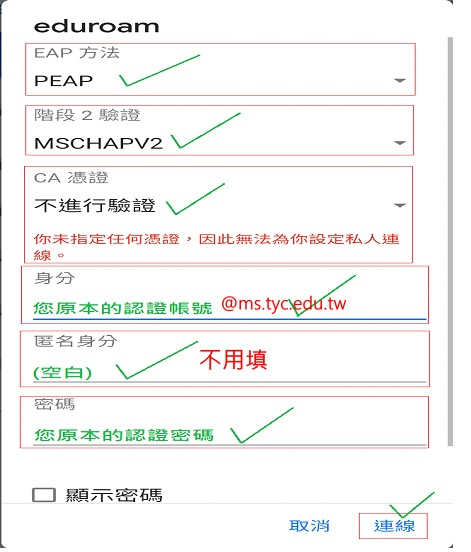 eduroam
EAP 方法
PEAP
階段 2 驗證
MSCHAPV2
CA 憑證
不進行驗證
你未指定任何憑證，因此無法為你設定私人連
線。
身分
您原本的認證帳號 @ms.tyc.edu.tw
匿名身分
(空白) 不用填
密碼
您原本的認證密碼
顯示密碼
取消 連線